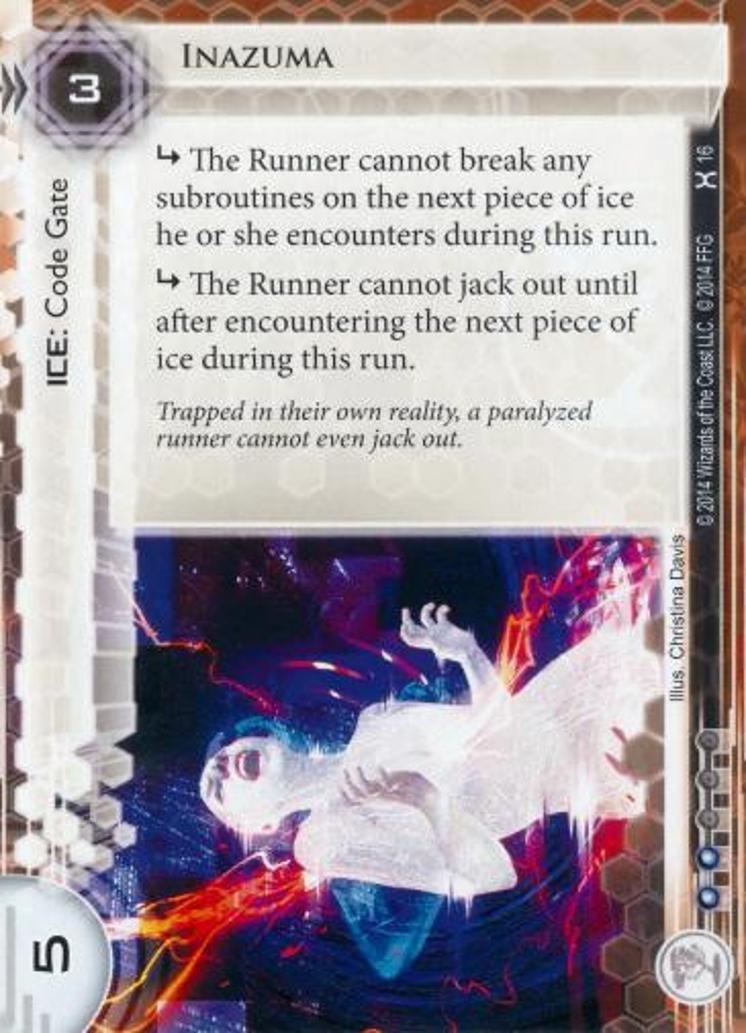 3
INAZUMA
ICE: Code Gate
↳ The Runner cannot break any
subroutines on the next piece of ice
he or she encounters during this run.
↳ The Runner cannot jack out until
after encountering the next piece of
ice during this run.
Trapped in their own reality, a paralyzed
runner cannot even jack out.
5
Illus. Christina Davis
© 2014 Wizards of the Coast LLC. © 2014 FFG
16